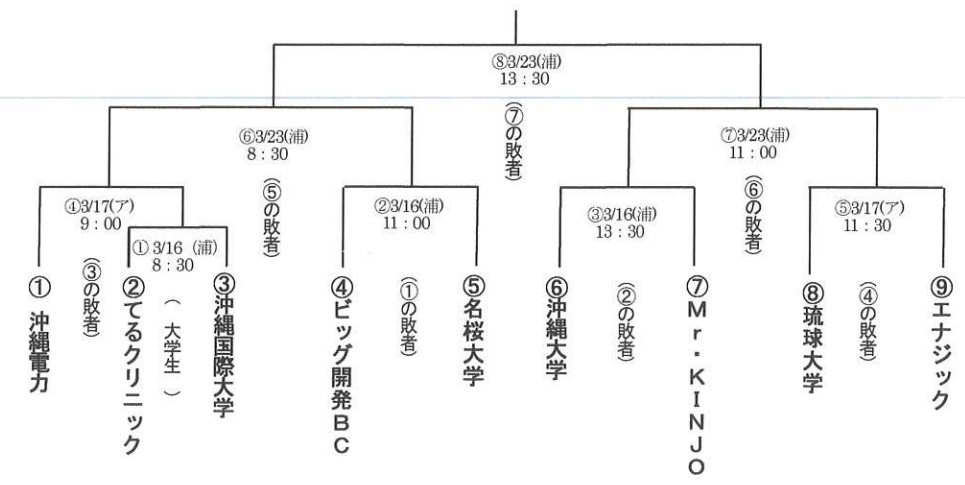 ⑧3/23(浦)
13:30
(⑦の敗者)
⑥3/23(浦)
8:30
(⑤の敗者)
⑦3/23(浦)
11:00
(⑥の敗者)
④3/17(ア)
9:00
(③の敗者)
②3/16(浦)
11:00
(①の敗者)
③3/16(浦)
13:30
(②の敗者)
⑤3/17(ア)
11:30
(④の敗者)
① 3/16 (浦)
8:30
(大学生)
① 沖縄電力
②てるクリニック
③沖縄国際大学
④ビッグ開発BC
⑤名桜大学
⑥沖縄大学
⑦Mr・KINJO
⑧琉球大学
⑨エナジック